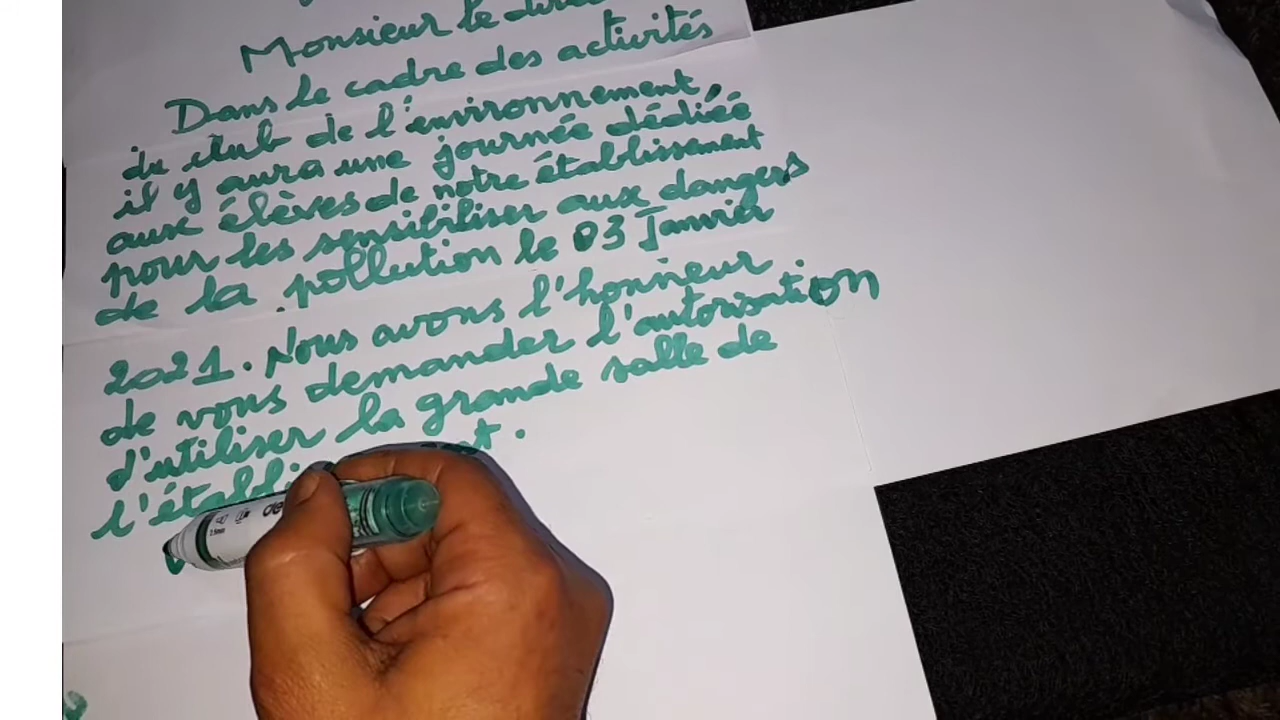 Monsieur le
Dans le cadre des activités
du club de l'environnement,
il y aura une journée dédiée
aux élèves de notre établissement
pour les sensibiliser aux dangers
de la pollution le 03 Janvier
2021. Nous avons l'honneur
de vous demander l'autorisation
d'utiliser la grande salle de